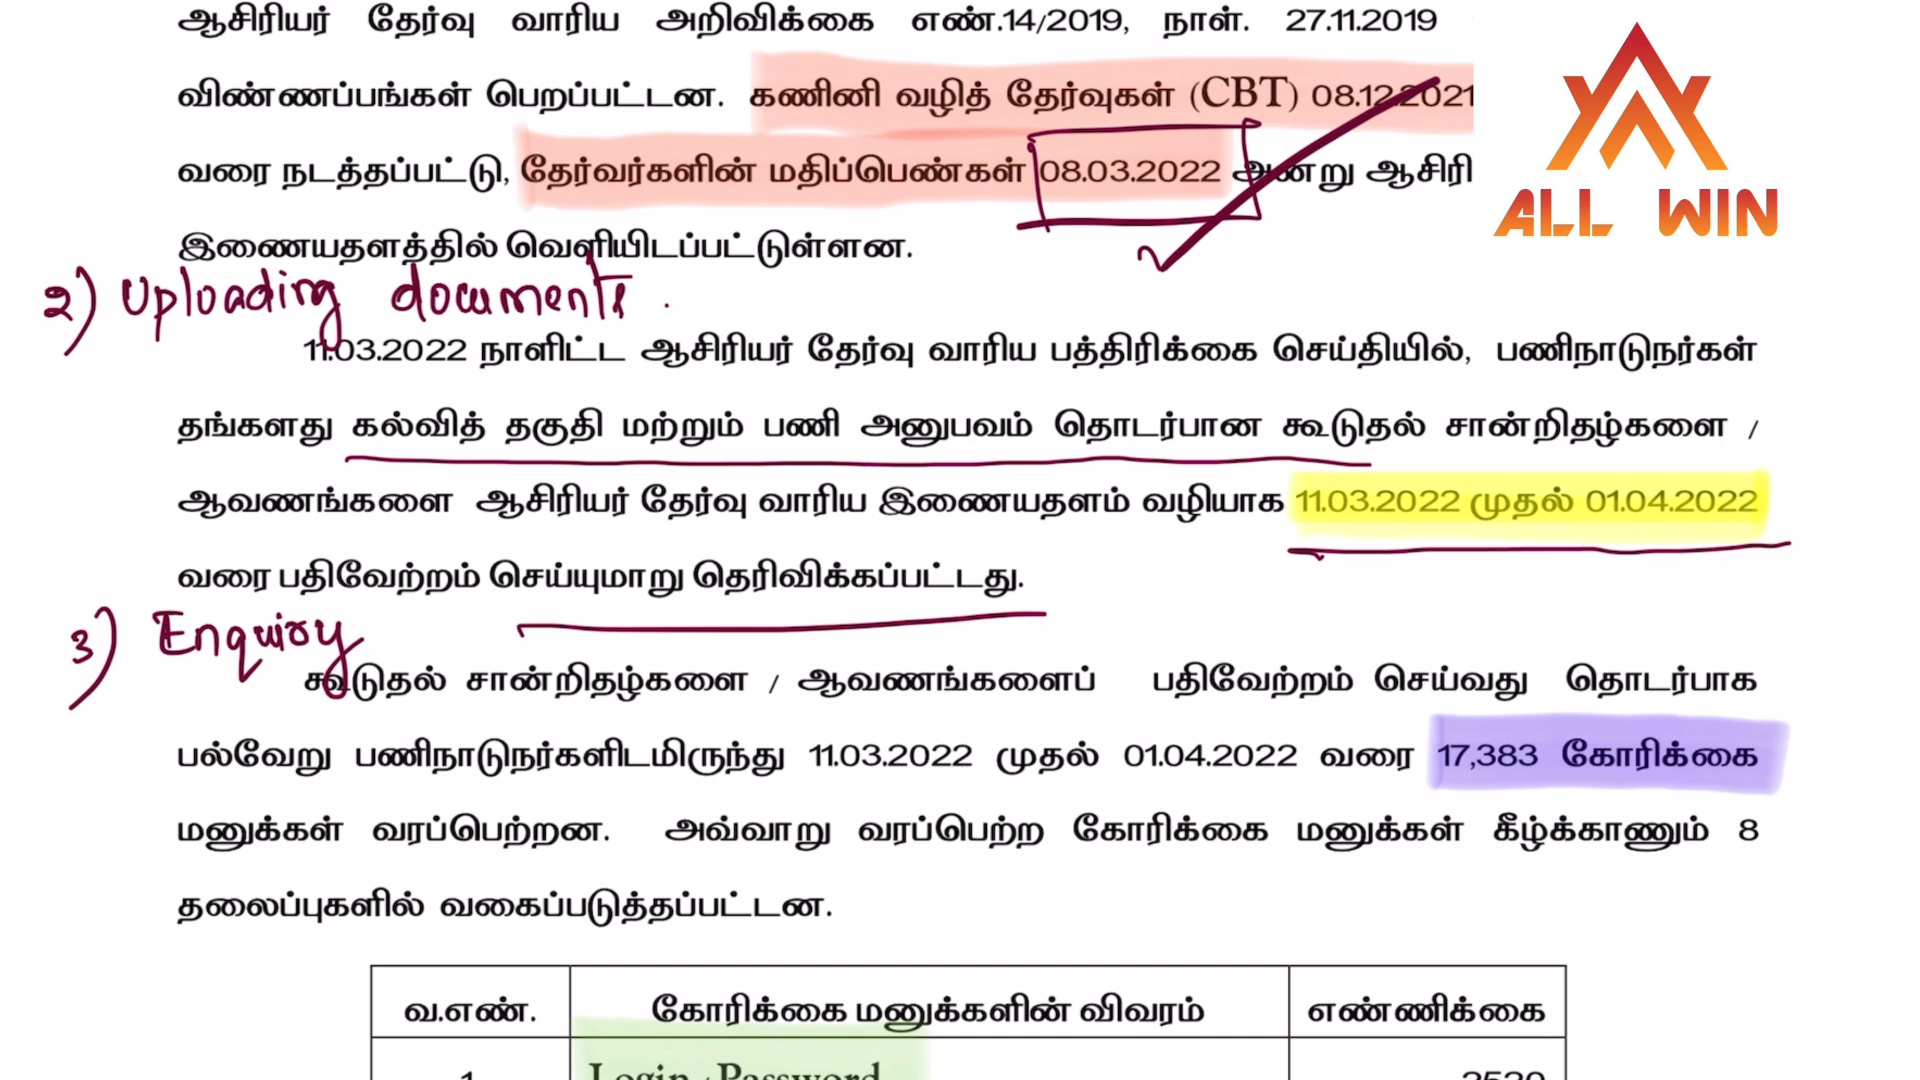 ஆசிரியர் தேர்வு வாரிய அறிவிக்கை எண்.14/2019, நாள். 27.11.2019
விண்ணப்பங்கள் பெறப்பட்டன. கணினி வழித் தேர்வுகள் (CBT) 08.12.2021
வரை நடத்தப்பட்டு, தேர்வர்களின் மதிப்பெண்கள் 08.03.2022 அன்று ஆசிரி
இணையதளத்தில் வெளியிடப்பட்டுள்ளன.
ALL WIN
2) Uploading documents.
11.03.2022 நாளிட்ட ஆசிரியர் தேர்வு வாரிய பத்திரிக்கை செய்தியில், பணிநாடுநர்கள்
தங்களது கல்வித் தகுதி மற்றும் பணி அனுபவம் தொடர்பான கூடுதல் சான்றிதழ்களை /
ஆவணங்களை ஆசிரியர் தேர்வு வாரிய இணையதளம் வழியாக 11.03.2022 முதல் 01.04.2022
வரை பதிவேற்றம் செய்யுமாறு தெரிவிக்கப்பட்டது.
3) Enquiry
கூடுதல் சான்றிதழ்களை / ஆவணங்களைப் பதிவேற்றம் செய்வது தொடர்பாக
பல்வேறு பணிநாடுநர்களிடமிருந்து 11.03.2022 முதல் 01.04.2022 வரை 17,383 கோரிக்கை
மனுக்கள் வரப்பெற்றன. அவ்வாறு வரப்பெற்ற கோரிக்கை மனுக்கள் கீழ்க்காணும் 8
தலைப்புகளில் வகைப்படுத்தப்பட்டன.
வ.எண். கோரிக்கை மனுக்களின் விவரம் எண்ணிக்கை
1 Login / Password